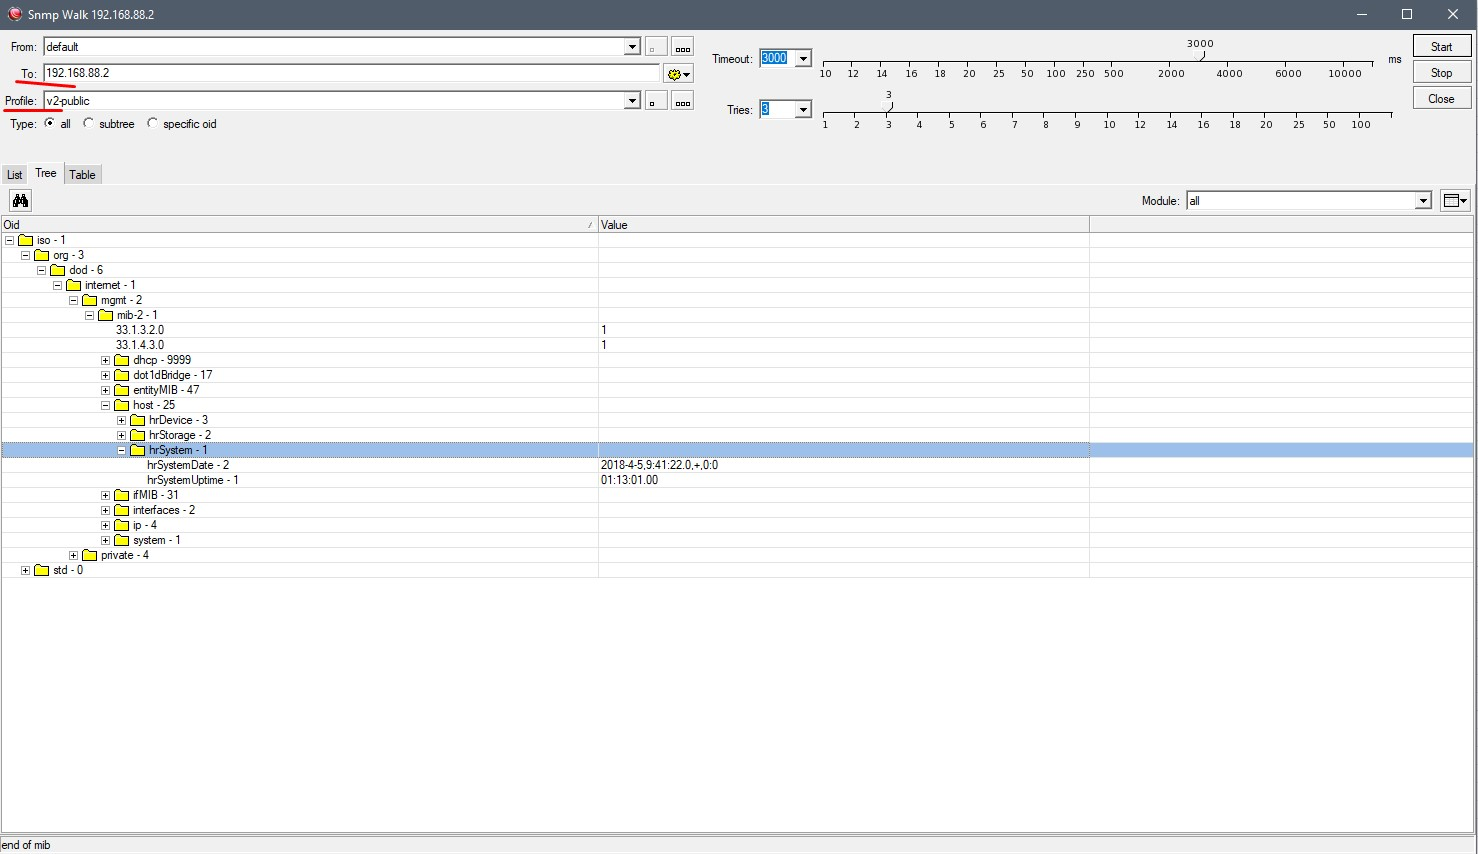 Snmp Walk 192.168.88.2
From: default
To: 192.168.88.2
Profile: v2-public
Type: all subtree specific oid
Timeout: 3000
3000
10 12 14 16 18 20 25 50 100 250 500 2000 4000 6000 10000
ms
Tries: 3
3
1 2 3 4 5 6 7 8 9 10 12 14 16 18 20 25 50 100
Start
Stop
Close
List Tree Table
Module: all
Oid / Value
iso - 1
org - 3
dod - 6
internet - 1
mgmt - 2
mib-2 - 1
33.1.3.2.0 1
33.1.4.3.0 1
dhcp - 9999
dot1dBridge - 17
entityMIB - 47
host - 25
hrDevice - 3
hrStorage - 2
hrSystem - 1
hrSystemDate - 2 2018-4-5,9:41:22.0,+,0:0
hrSystemUptime - 1 01:13:01.00
ifMIB - 31
interfaces - 2
ip - 4
system - 1
private - 4
std - 0
end of mib